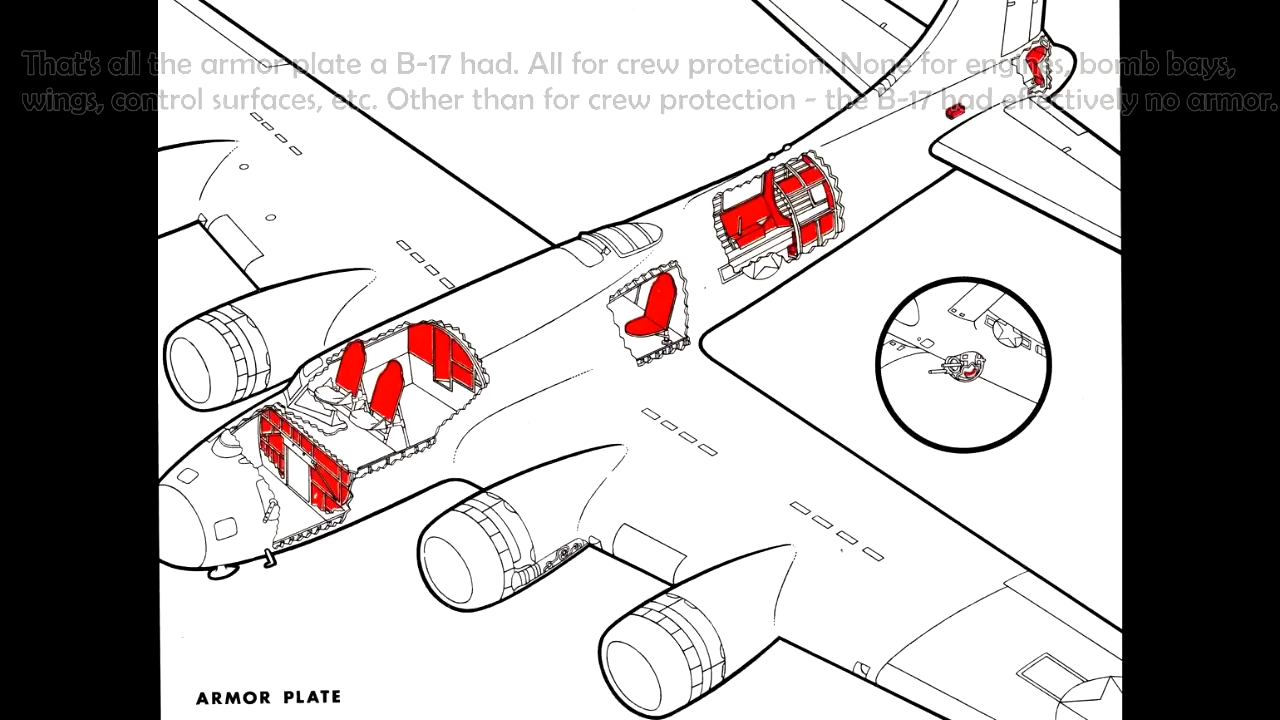 That's all the armor plate a B-17 had. All for crew protection. None for engines, bomb bays,
wings, control surfaces, etc. Other than for crew protection - the B-17 had effectively no armor.
ARMOR PLATE